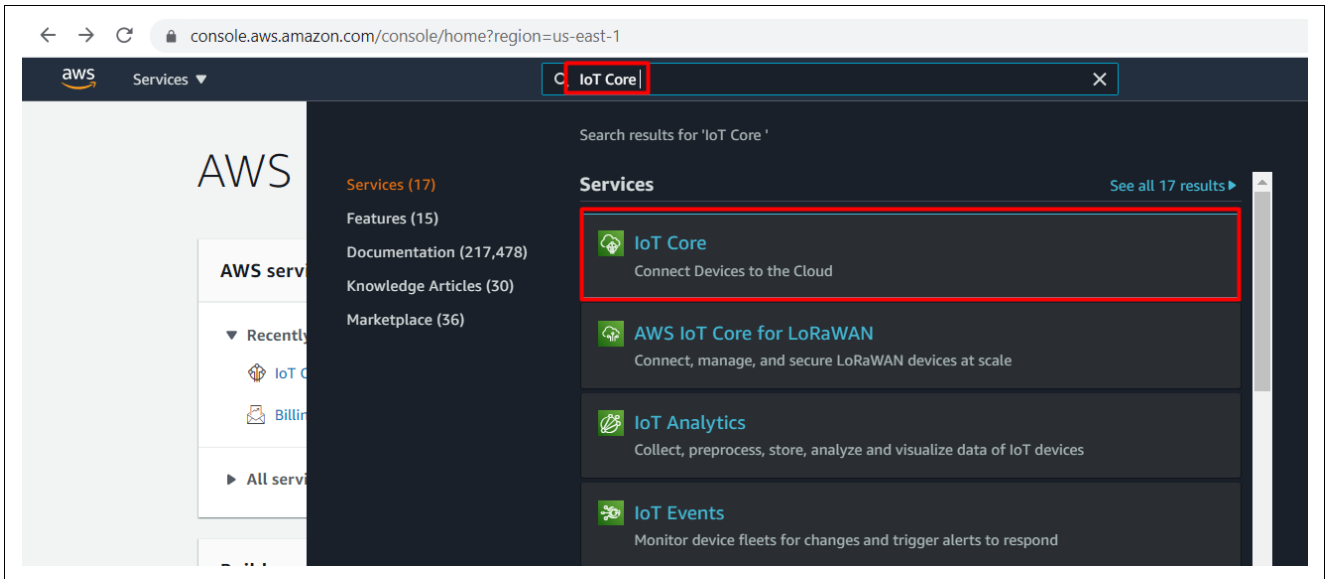 console.aws.amazon.com/console/home?region=us-east-1
aws Services IoT Core
Search results for 'IoT Core '
AWS
Services (17)
Features (15)
Documentation (217,478)
Knowledge Articles (30)
Marketplace (36)
Services See all 17 results
IoT Core
Connect Devices to the Cloud
AWS IoT Core for LoRaWAN
Connect, manage, and secure LoRaWAN devices at scale
IoT Analytics
Collect, preprocess, store, analyze and visualize data of IoT devices
IoT Events
Monitor device fleets for changes and trigger alerts to respond
AWS servi
Recently
IoT C
Billin
All servi